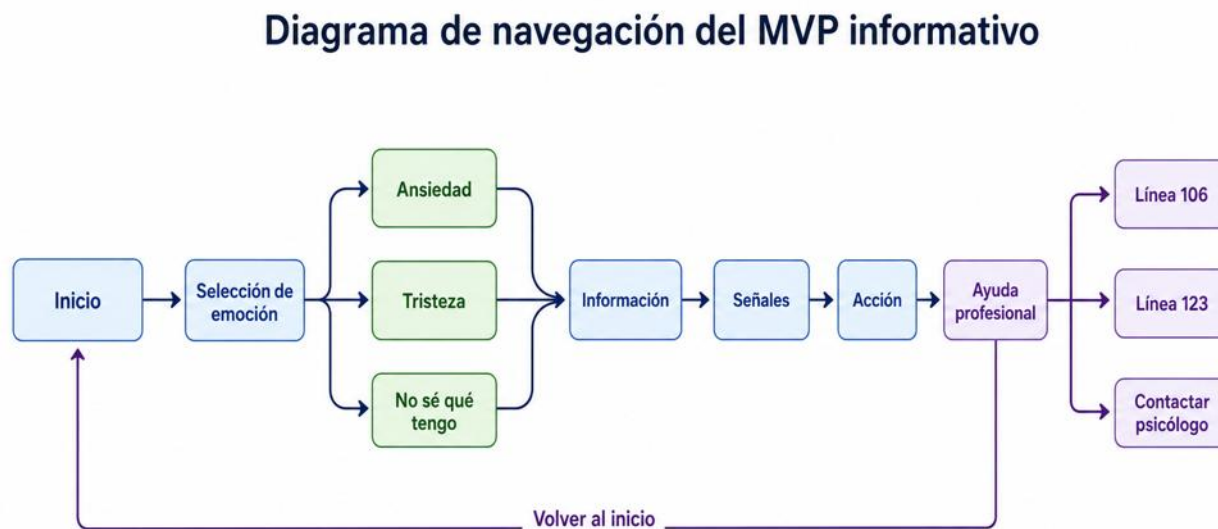 Diagrama de navegación del MVP informativo
Inicio
Selección de
emoción
Ansiedad
Tristeza
No sé qué
tengo
Información
Señales
Acción
Ayuda
profesional
Línea 106
Línea 123
Contactar
psicólogo
Volver al inicio